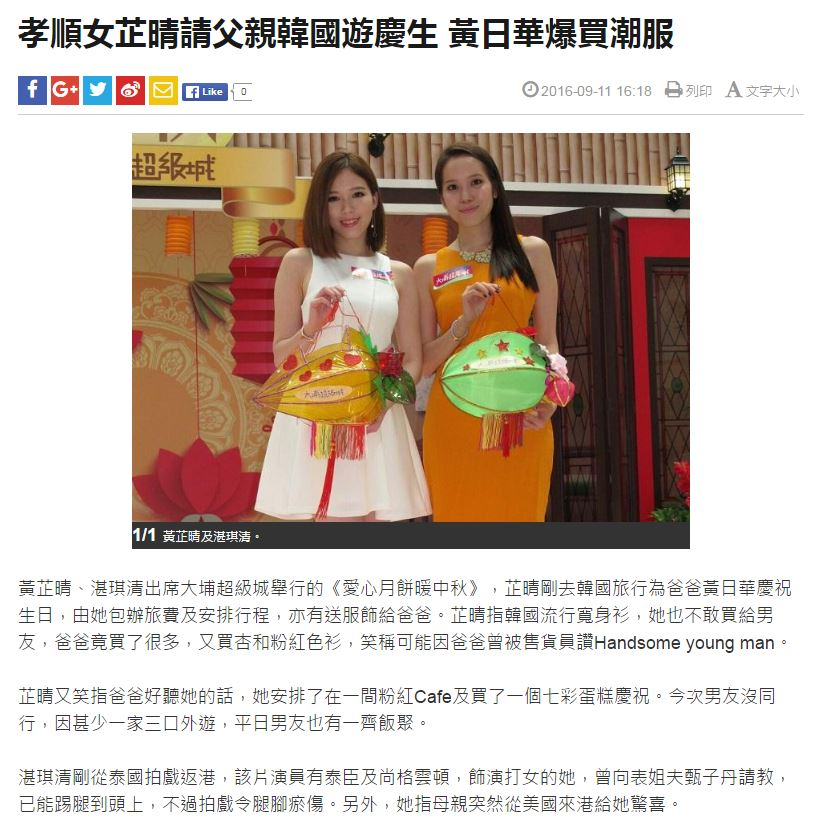 孝順女芷晴請父親韓國遊慶生 黃日華爆買潮服
f G+ Like 0 2016-09-11 16:18 列印 A 文字大小
超級城
大埔超級城
大埔超級城
1/1 黃芷晴及湛琪清。
黃芷晴、湛琪清出席大埔超級城舉行的《愛心月餅暖中秋》，芷晴剛去韓國旅行為爸爸黃日華慶祝
生日，由她包辦旅費及安排行程，亦有送服飾給爸爸。芷晴指韓國流行寬身衫，她也不敢買給男
友，爸爸竟買了很多，又買杏和粉紅色衫，笑稱可能因爸爸曾被售貨員讚Handsome young man。
芷晴又笑指爸爸好聽她的話，她安排了在一間粉紅Cafe及買了一個七彩蛋糕慶祝。今次男友沒同
行，因甚少一家三口外遊，平日男友也有一齊飯聚。
湛琪清剛從泰國拍戲返港，該片演員有泰臣及尚格雲頓，飾演打女的她，曾向表姐夫甄子丹請教，
已能踢腿到頭上，不過拍戲令腿腳瘀傷。另外，她指母親突然從美國來港給她驚喜。